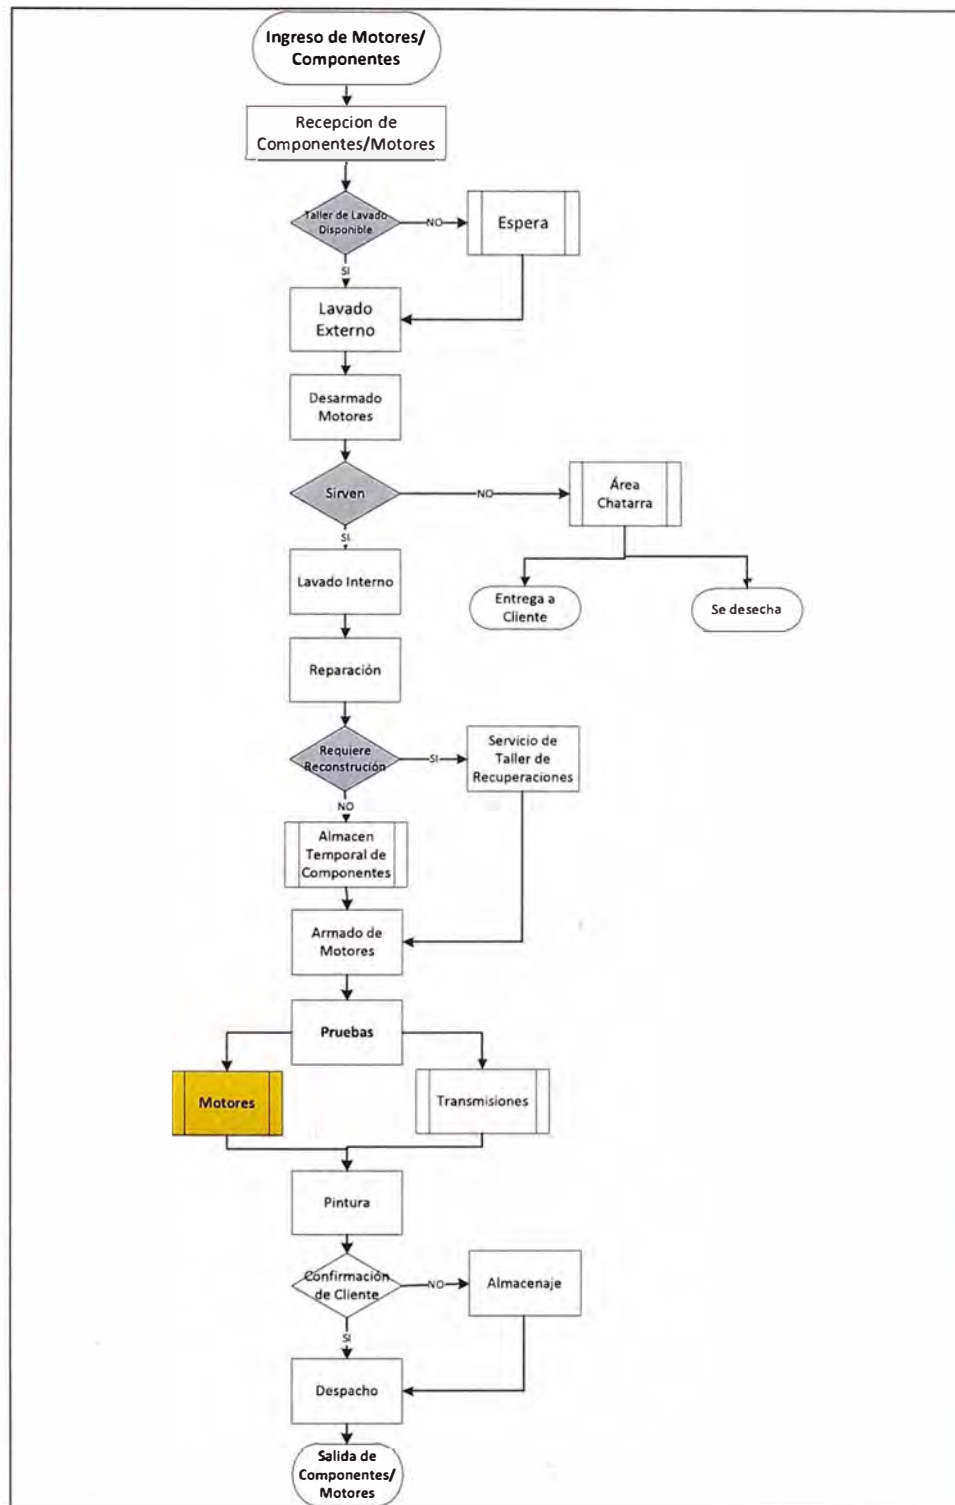 Ingreso de Motores/
Componentes
Recepcion de
Componentes/Motores
Taller de Lavado
Disponible
NO
Espera
SI
Lavado
Externo
Desarmado
Motores
Sirven
NO
Área
Chatarra
SI
Lavado Interno
Entrega a
Cliente
Se desecha
Reparación
Requiere
Reconstrución
SI
Servicio de
Taller de
Recuperaciones
NO
Almacen
Temporal de
Componentes
Armado de
Motores
Pruebas
Motores
Transmisiones
Pintura
Confirmación
de Cliente
NO
Almacenaje
SI
Despacho
Salida de
Componentes/
Motores